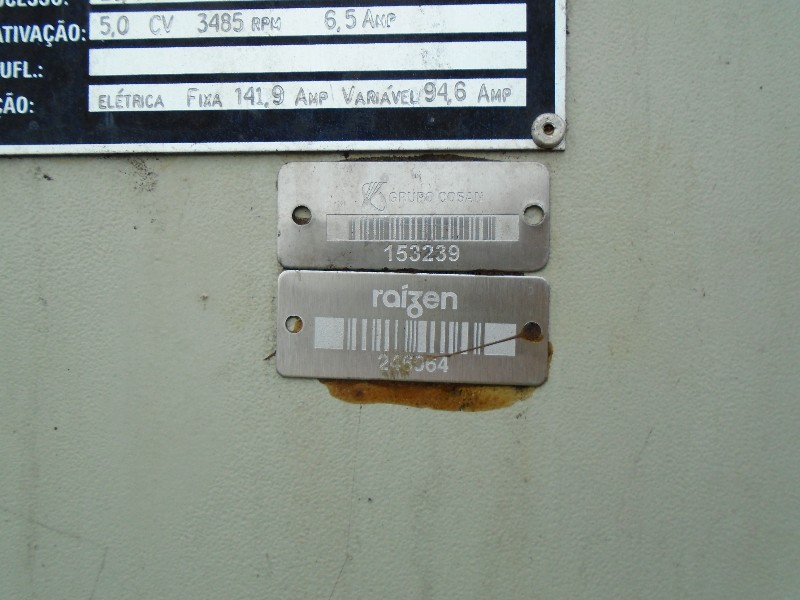 ATIVAÇÃO: 5,0 CV 3485 RPM 6,5 AMP
UFL.:
ÇÃO: ELÉTRICA FIXA 141,9 AMP VARIÁVEL 94,6 AMP
GRUPO COSAN
153239
raízen
246064